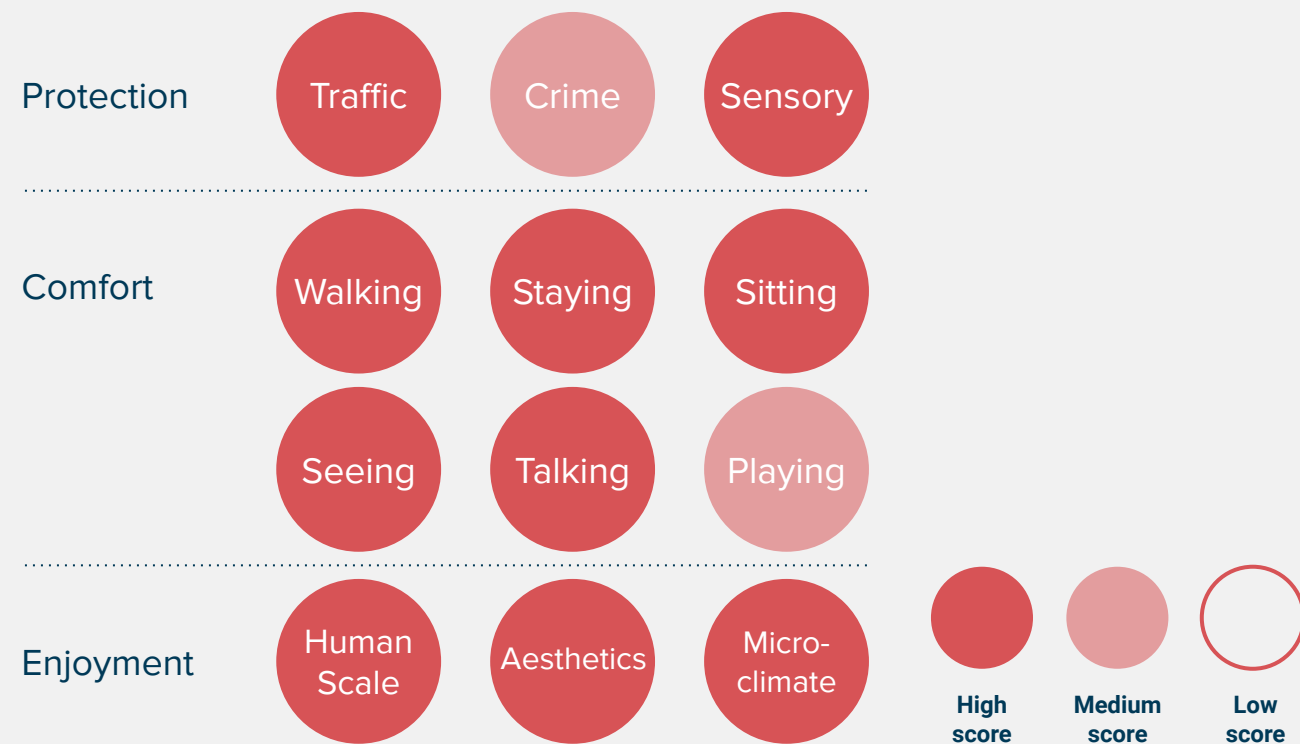 Protection
Traffic
Crime
Sensory
Comfort
Walking
Staying
Sitting
Seeing
Talking
Playing
Enjoyment
Human
Scale
Aesthetics
Micro-
climate
High
score
Medium
score
Low
score